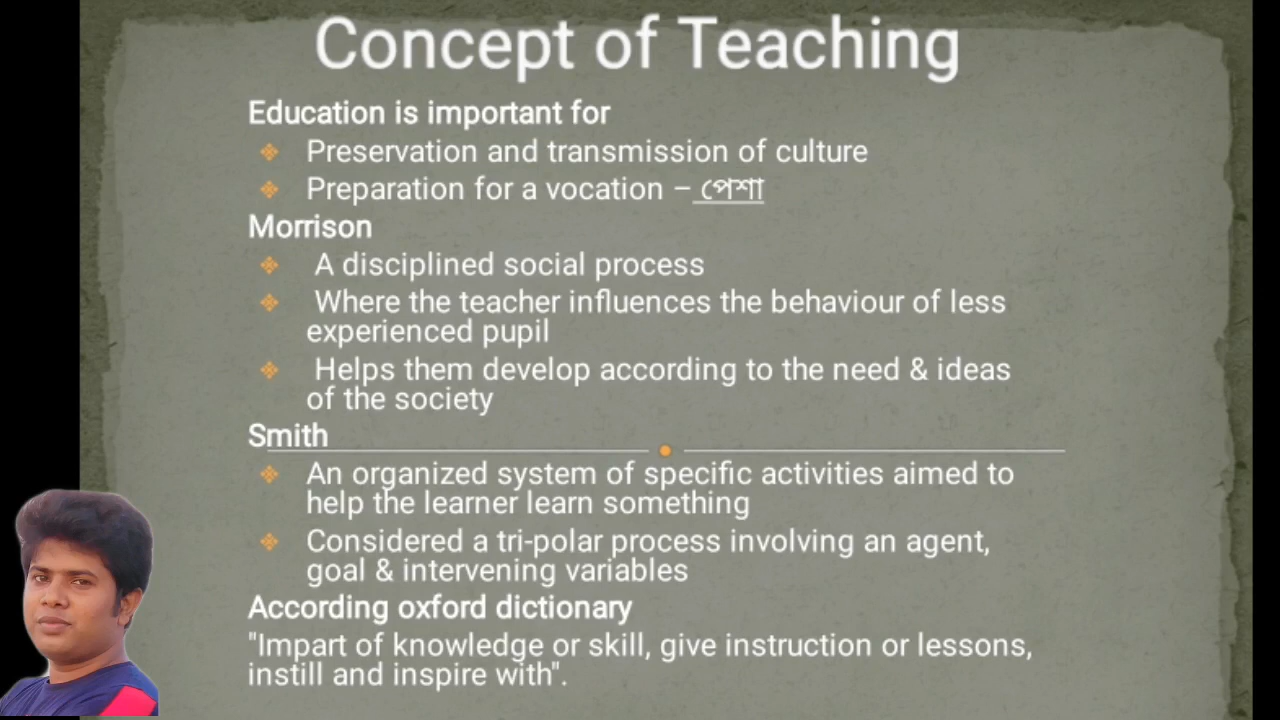 Concept of Teaching
Education is important for
Preservation and transmission of culture
Preparation for a vocation – পেশা
Morrison
A disciplined social process
Where the teacher influences the behaviour of less
experienced pupil
Helps them develop according to the need & ideas
of the society
Smith
An organized system of specific activities aimed to
help the learner learn something
Considered a tri-polar process involving an agent,
goal & intervening variables
According oxford dictionary
"Impart of knowledge or skill, give instruction or lessons,
instill and inspire with".